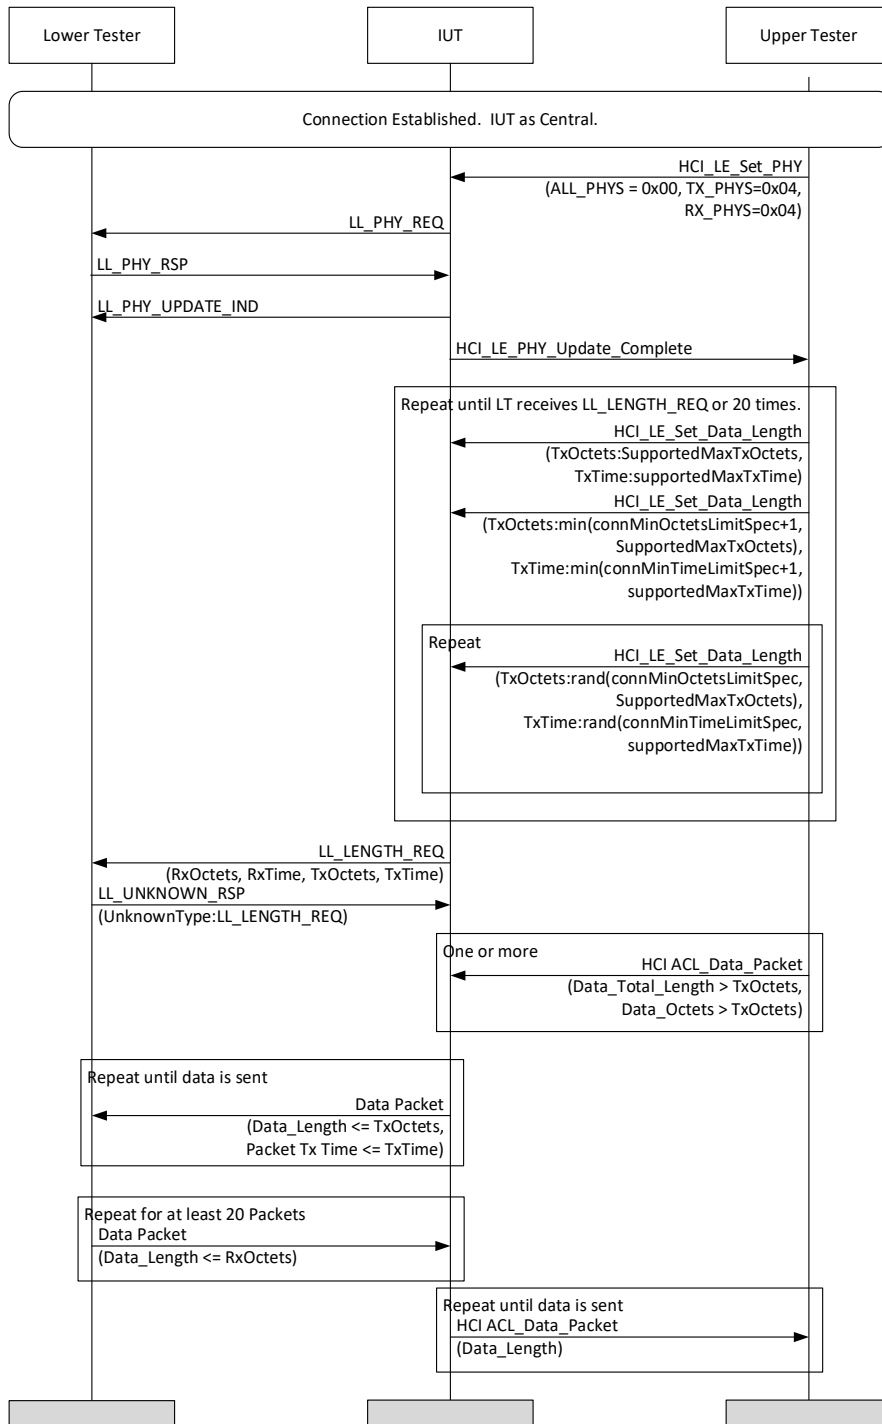 Lower Tester
IUT
Upper Tester
Connection Established.  IUT as Central.
HCI_LE_Set_PHY
(ALL_PHYS = 0x00, TX_PHYS=0x04,
RX_PHYS=0x04)
LL_PHY_REQ
LL_PHY_RSP
LL_PHY_UPDATE_IND
HCI_LE_PHY_Update_Complete
Repeat until LT receives LL_LENGTH_REQ or 20 times.
HCI_LE_Set_Data_Length
(TxOctets:SupportedMaxTxOctets,
TxTime:supportedMaxTxTime)
HCI_LE_Set_Data_Length
(TxOctets:min(connMinOctetsLimitSpec+1,
SupportedMaxTxOctets),
TxTime:min(connMinTimeLimitSpec+1,
supportedMaxTxTime))
Repeat
HCI_LE_Set_Data_Length
(TxOctets:rand(connMinOctetsLimitSpec,
SupportedMaxTxOctets),
TxTime:rand(connMinTimeLimitSpec,
supportedMaxTxTime))
LL_LENGTH_REQ
(RxOctets, RxTime, TxOctets, TxTime)
LL_UNKNOWN_RSP
(UnknownType:LL_LENGTH_REQ)
One or more
HCI ACL_Data_Packet
(Data_Total_Length > TxOctets,
Data_Octets > TxOctets)
Repeat until data is sent
Data Packet
(Data_Length <= TxOctets,
Packet Tx Time <= TxTime)
Repeat for at least 20 Packets
Data Packet
(Data_Length <= RxOctets)
Repeat until data is sent
HCI ACL_Data_Packet
(Data_Length)